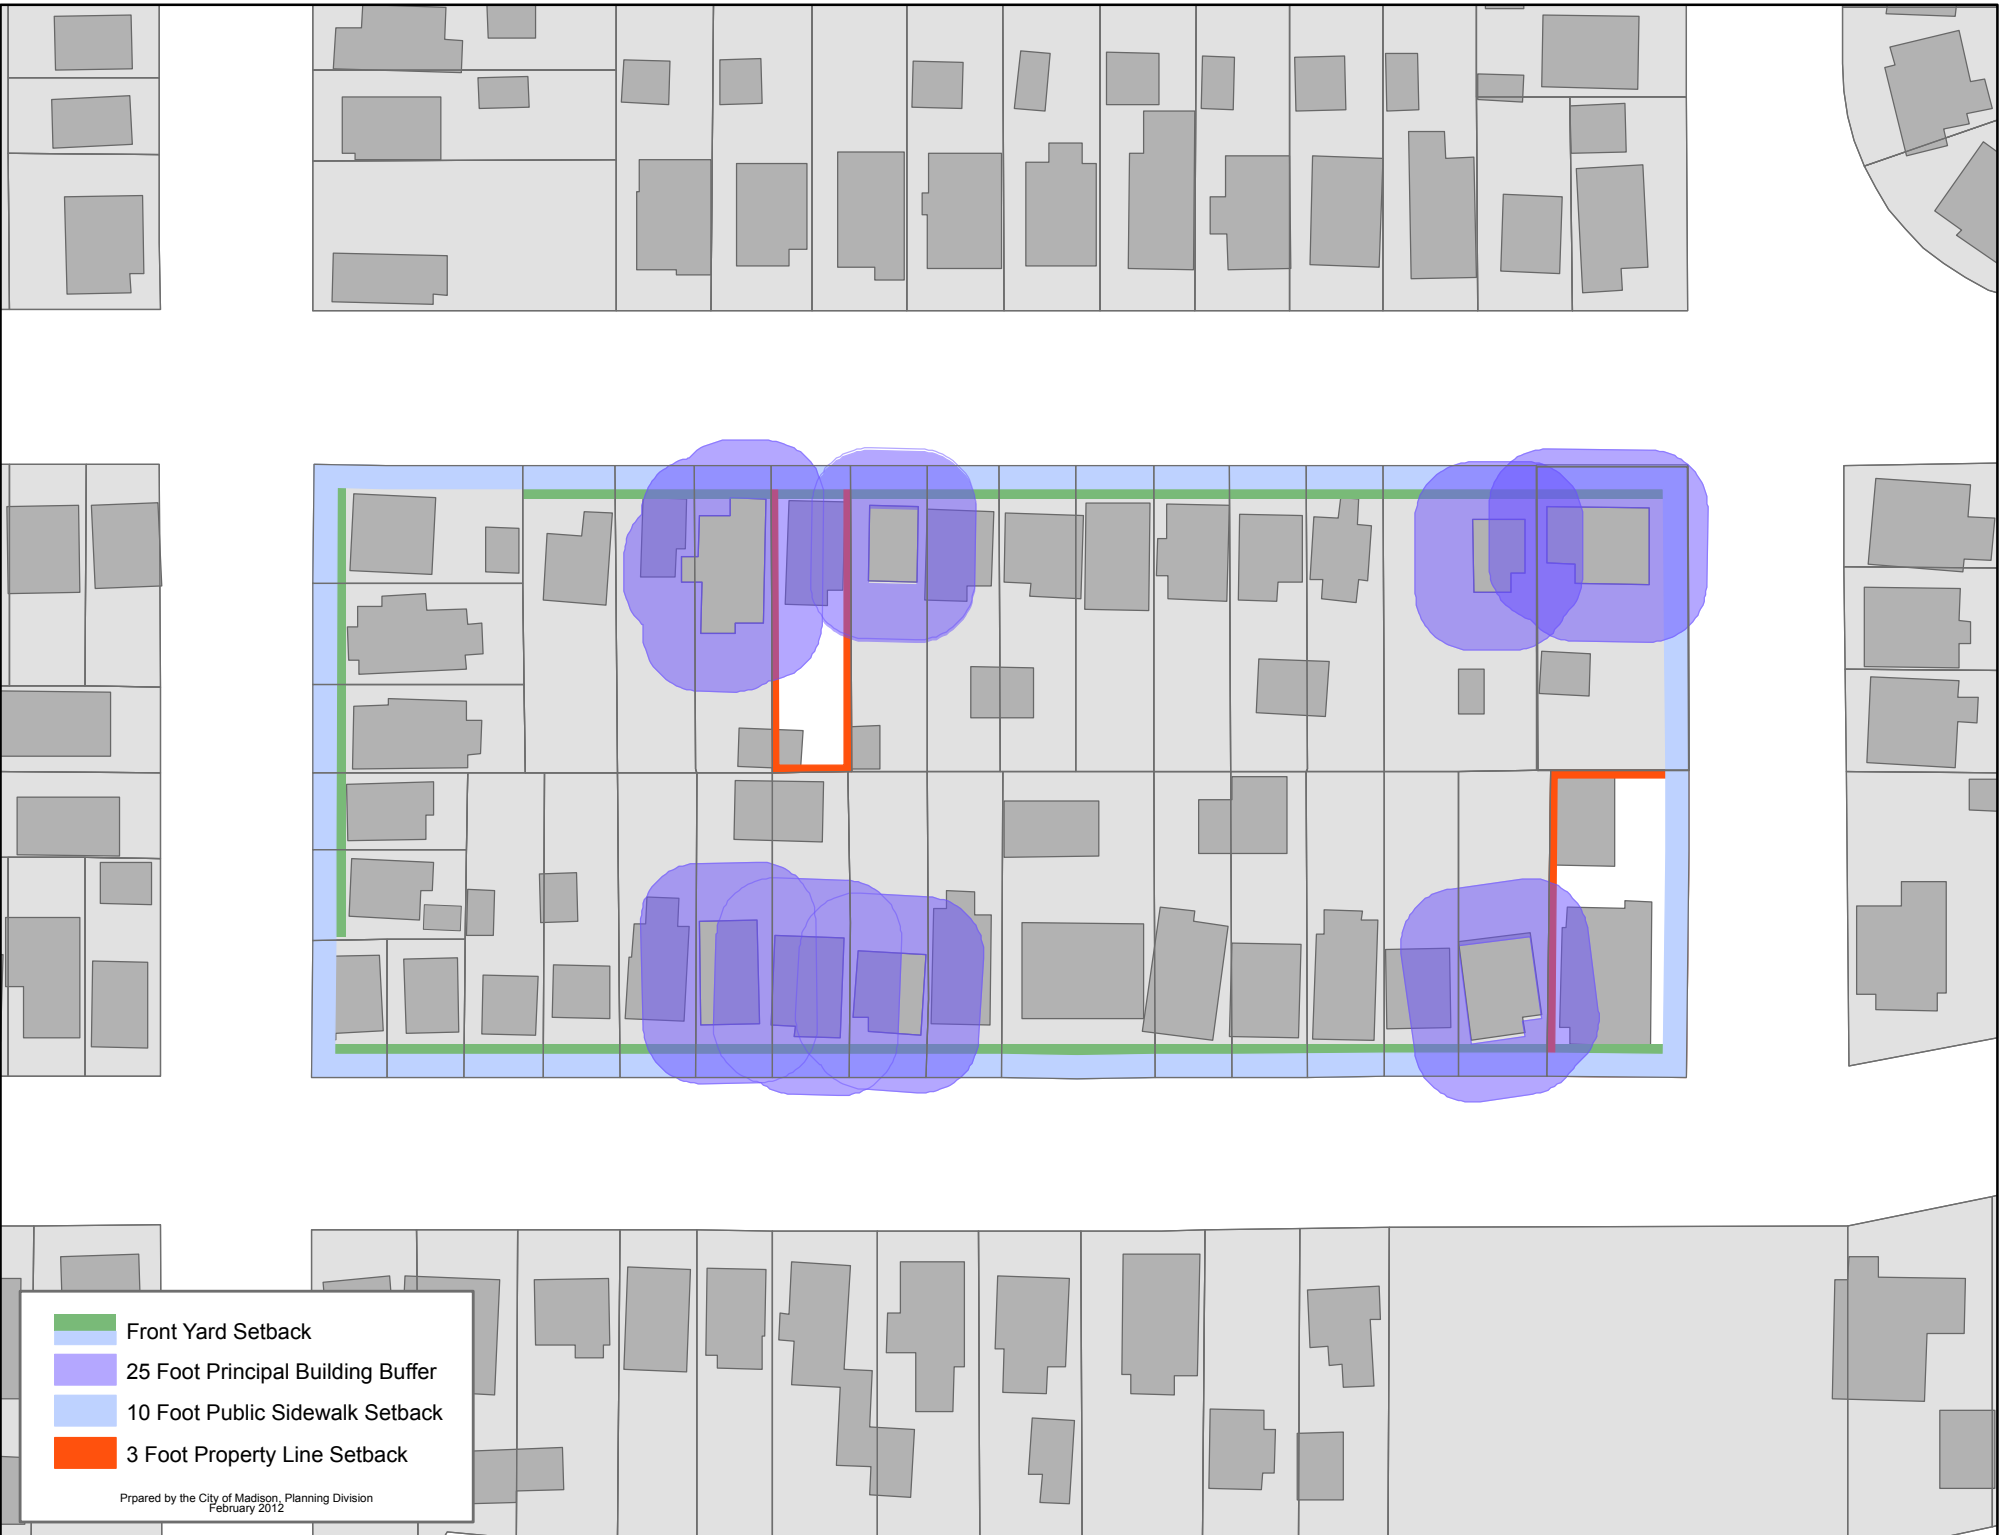 Front Yard Setback
25 Foot Principal Building Buffer
10 Foot Public Sidewalk Setback
3 Foot Property Line Setback
Prpared by the City of Madison, Planning Division
February 2012